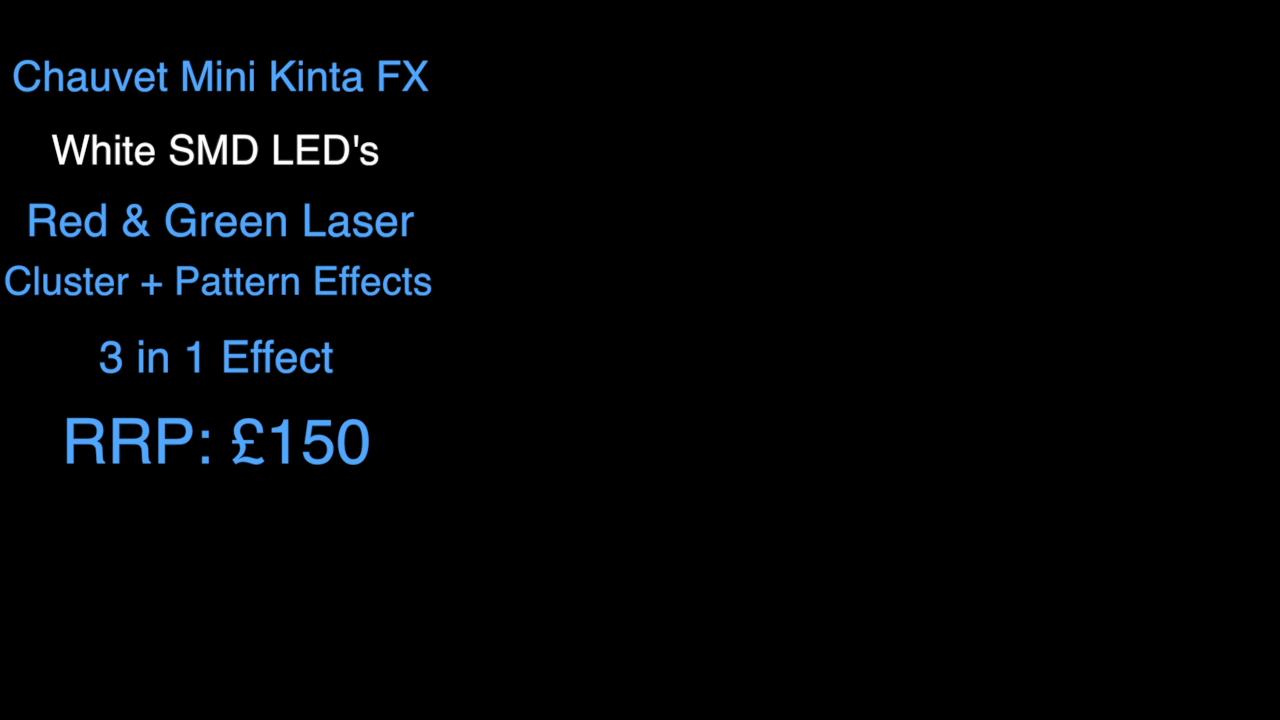 Chauvet Mini Kinta FX
White SMD LED's
Red & Green Laser
Cluster + Pattern Effects
3 in 1 Effect
RRP: £150